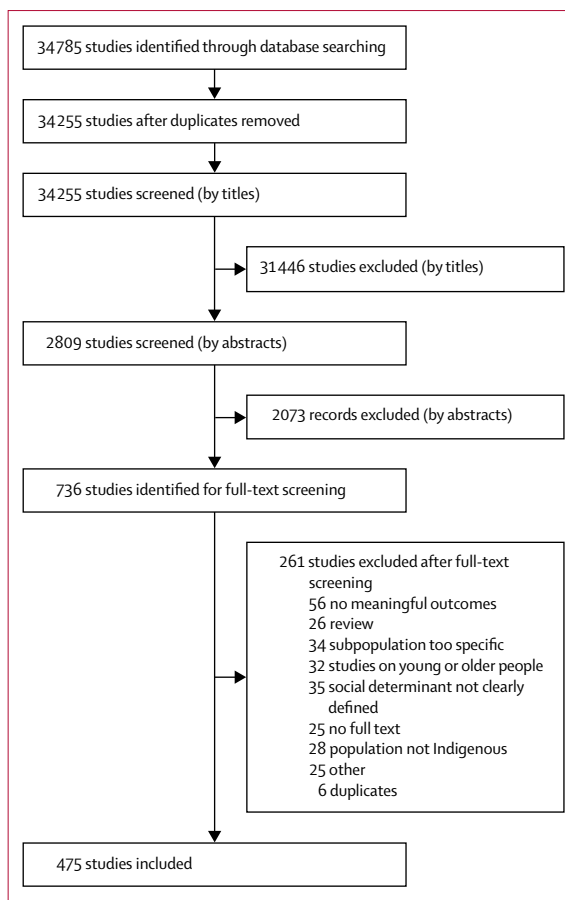 34785 studies identified through database searching
34255 studies after duplicates removed
34255 studies screened (by titles)
31446 studies excluded (by titles)
2809 studies screened (by abstracts)
2073 records excluded (by abstracts)
736 studies identified for full-text screening
261 studies excluded after full-text
screening
56 no meaningful outcomes
26 review
34 subpopulation too specific
32 studies on young or older people
35 social determinant not clearly
defined
25 no full text
28 population not Indigenous
25 other
6 duplicates
475 studies included